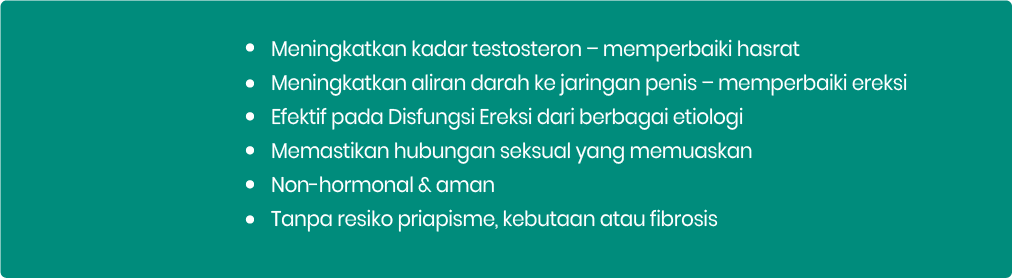 • Meningkatkan kadar testosteron – memperbaiki hasrat
• Meningkatkan aliran darah ke jaringan penis – memperbaiki ereksi
• Efektif pada Disfungsi Ereksi dari berbagai etiologi
• Memastikan hubungan seksual yang memuaskan
• Non-hormonal & aman
• Tanpa resiko priapisme, kebutaan atau fibrosis